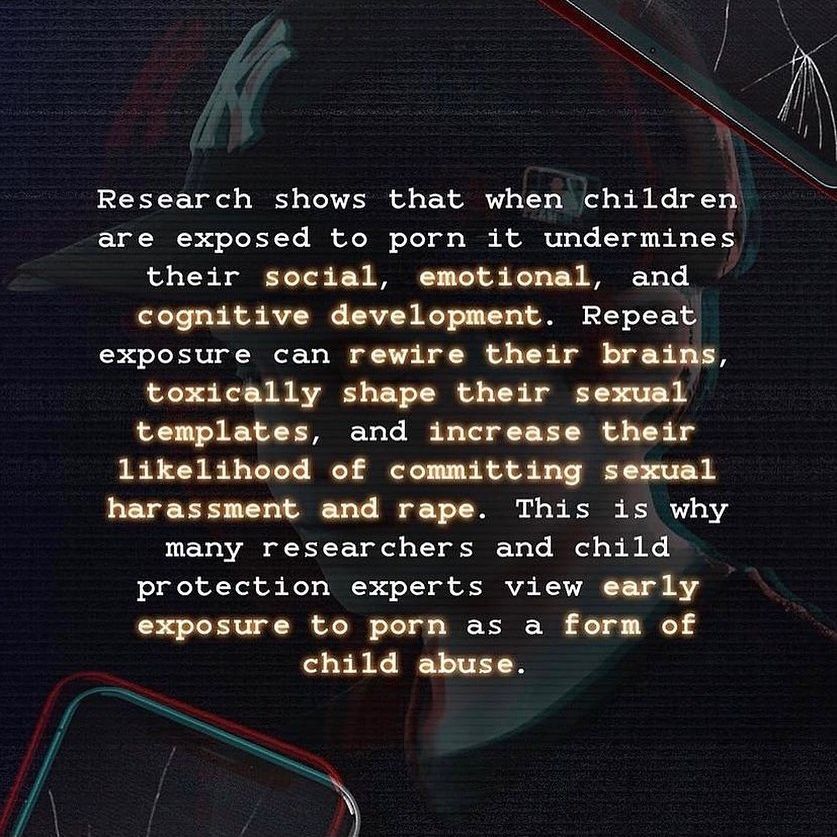 Research shows that when children
are exposed to porn it undermines
their social, emotional, and
cognitive development. Repeat
exposure can rewire their brains,
toxically shape their sexual
templates, and increase their
likelihood of committing sexual
harassment and rape. This is why
many researchers and child
protection experts view early
exposure to porn as a form of
child abuse.